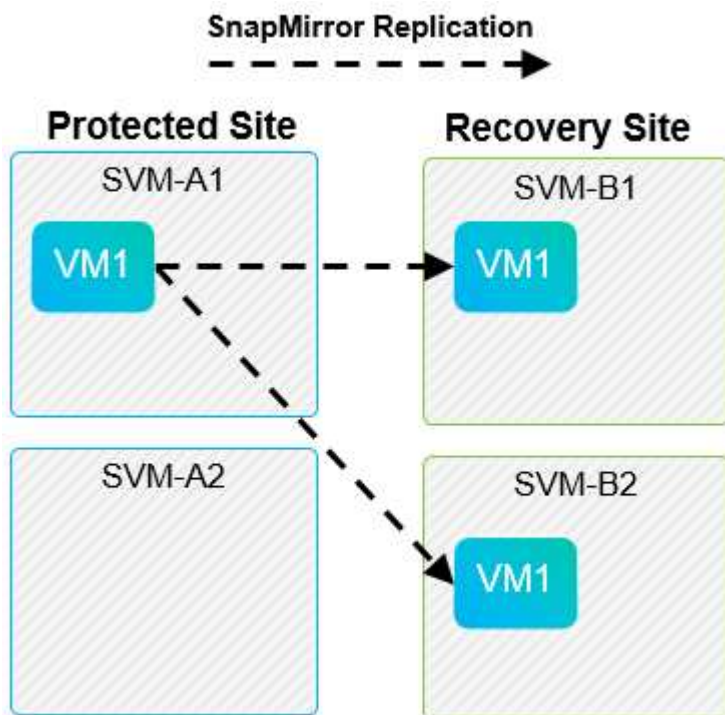 SnapMirror Replication
Protected Site
Recovery Site
SVM-A1
SVM-B1
VM1
VM1
SVM-A2
SVM-B2
VM1